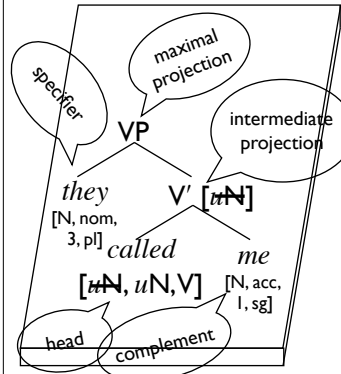 maximal
projection
specifier
VP
intermediate
projection
they
V′ [uN]
[N, nom,
3, pl]
called
me
[uN, uN, V]
[N, acc,
1, sg]
head
complement